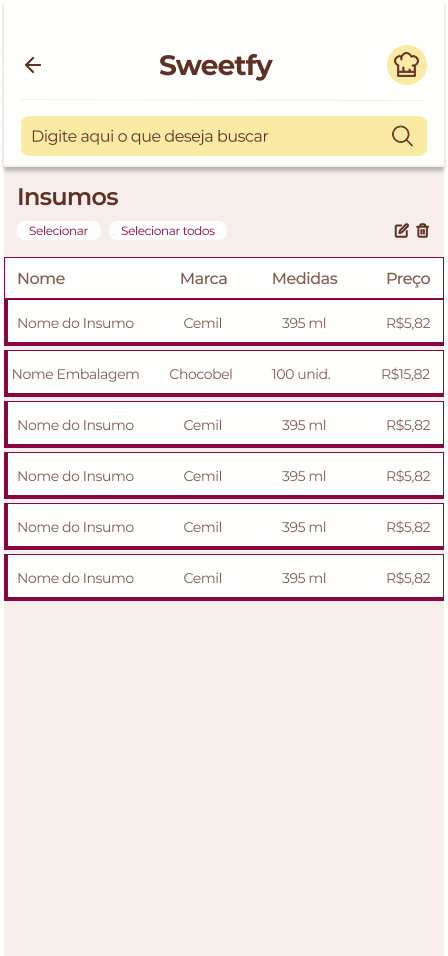 Sweetfy
Digite aqui o que deseja buscar
Insumos
Selecionar Selecionar todos
Nome Marca Medidas Preço
Nome do Insumo Cemil 395 ml R$5,82
Nome Embalagem Chocobel 100 unid. R$15,82
Nome do Insumo Cemil 395 ml R$5,82
Nome do Insumo Cemil 395 ml R$5,82
Nome do Insumo Cemil 395 ml R$5,82
Nome do Insumo Cemil 395 ml R$5,82